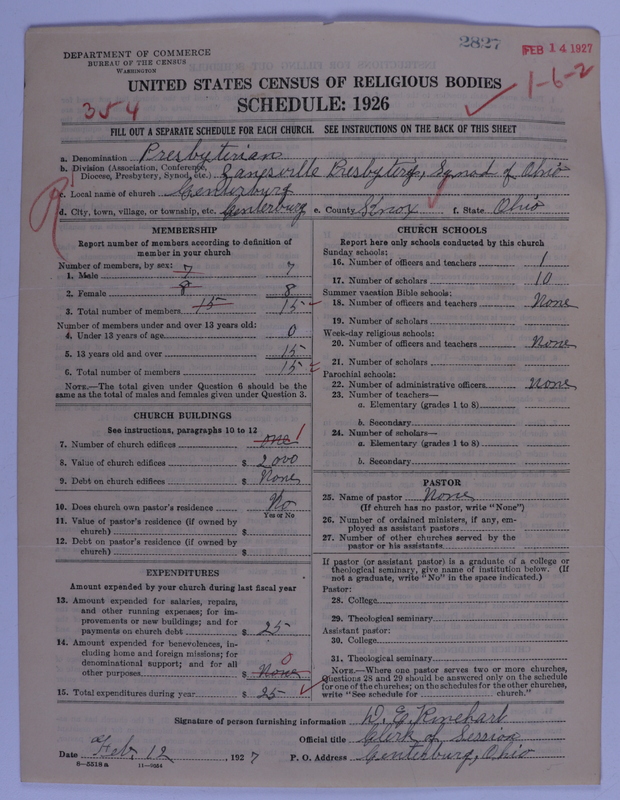 DEPARTMENT OF COMMERCE
BUREAU OF THE CENSUS
WASHINGTON
2827
FEB 14 1927
1-6-2
354
UNITED STATES CENSUS OF RELIGIOUS BODIES
SCHEDULE: 1926
FILL OUT A SEPARATE SCHEDULE FOR EACH CHURCH. SEE INSTRUCTIONS ON THE BACK OF THIS SHEET
a. Denomination Presbyterian
b. Division (Association, Conference, Diocese, Presbytery, Synod, etc.) Zanesville Presbytery, Synod of Ohio
c. Local name of church Centerburg
d. City, town, village, or township, etc. Centerburg e. County Knox f. State Ohio
MEMBERSHIP
Report number of members according to definition of
member in your church
Number of members, by sex:
1. Male 7 7
2. Female 8 8
3. Total number of members 15 15
Number of members under and over 13 years old:
4. Under 13 years of age 0
5. 13 years old and over 15
6. Total number of members 15
NOTE.—The total given under Question 6 should be
same as the total of males and females given under Question 3.
CHURCH BUILDINGS
See instructions, paragraphs 10 to 12
7. Number of church edifices one 1
8. Value of church edifices $ 2000
9. Debt on church edifices $ None
10. Does church own pastor's residence No
Yes or No
11. Value of pastor's residence (if owned by
church) $
12. Debt on pastor's residence (if owned by
church) $
EXPENDITURES
Amount expended by your church during last fiscal year
13. Amount expended for salaries, repairs,
and other running expenses; for im-
provements or new buildings; and for
payments on church debt $ 25
14. Amount expended for benevolences, in-
cluding home and foreign missions; for
denominational support; and for all
other purposes $ None 0
15. Total expenditures during year $ 25
CHURCH SCHOOLS
Report here only schools conducted by this church
Sunday schools:
16. Number of officers and teachers 1
17. Number of scholars 10
Summer vacation Bible schools:
18. Number of officers and teachers None
19. Number of scholars
Week-day religious schools:
20. Number of officers and teachers None
21. Number of scholars
Parochial schools:
22. Number of administrative officers None
23. Number of teachers—
a. Elementary (grades 1 to 8)
b. Secondary
24. Number of scholars—
a. Elementary (grades 1 to 8)
b. Secondary
PASTOR
25. Name of pastor None
(If church has no pastor, write "None")
26. Number of ordained ministers, if any, em-
ployed as assistant pastors
27. Number of other churches served by the
pastor or his assistants
If pastor (or assistant pastor) is a graduate of a college or
theological seminary, give name of institution below. (If
not a graduate, write "No" in the space indicated.)
Pastor:
28. College
29. Theological seminary
Assistant pastor:
30. College
31. Theological seminary
NOTE.—Where one pastor serves two or more churches,
Questions 28 and 29 should be answered only on the schedule
for one of the churches; on the schedules for the other churches,
write "See schedule for church."
Signature of person furnishing information D. E. Rinehart
Official title Clerk of Session
Date Feb, 12, 1927 P. O. Address Centerburg, Ohio
8—5518 a 11—9054